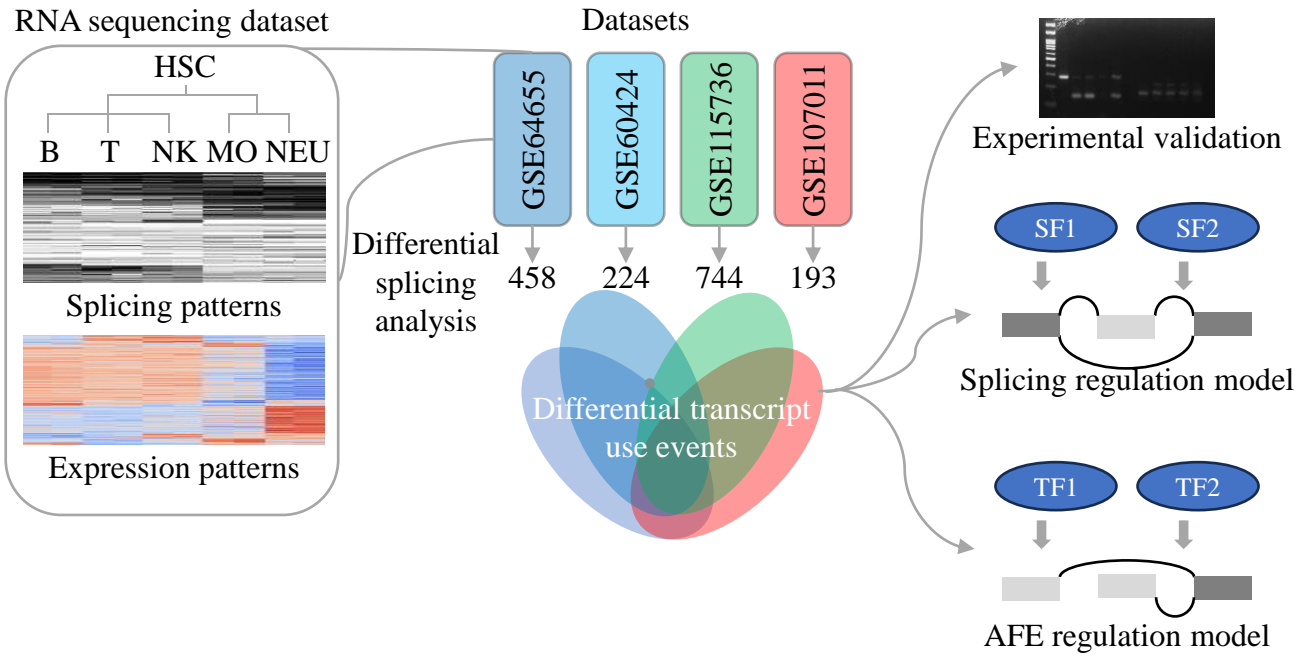 RNA sequencing dataset
HSC
B T NK MO NEU
Splicing patterns
Expression patterns
Datasets
GSE64655
GSE60424
GSE115736
GSE107011
Differential
splicing
analysis
458 224 744 193
Differential transcript
use events
Experimental validation
SF1 SF2
Splicing regulation model
TF1 TF2
AFE regulation model